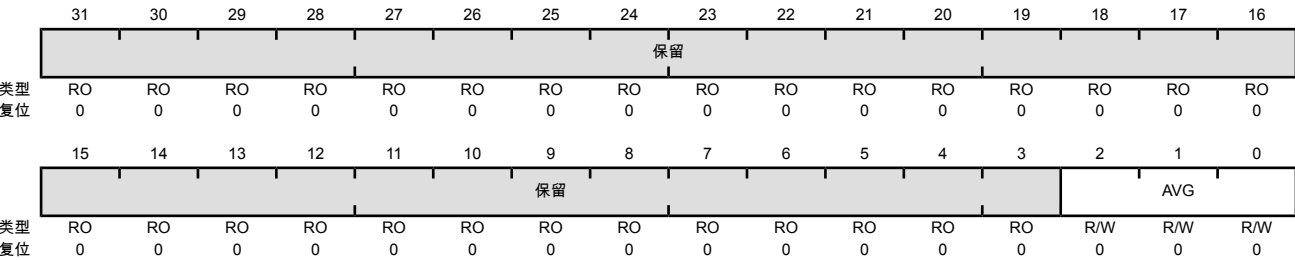 31 30 29 28 27 26 25 24 23 22 21 20 19 18 17 16
保留
类型 RO RO RO RO RO RO RO RO RO RO RO RO RO RO RO RO
复位 0 0 0 0 0 0 0 0 0 0 0 0 0 0 0 0
15 14 13 12 11 10 9 8 7 6 5 4 3 2 1 0
保留 AVG
类型 RO RO RO RO RO RO RO RO RO RO RO RO RO R/W R/W R/W
复位 0 0 0 0 0 0 0 0 0 0 0 0 0 0 0 0